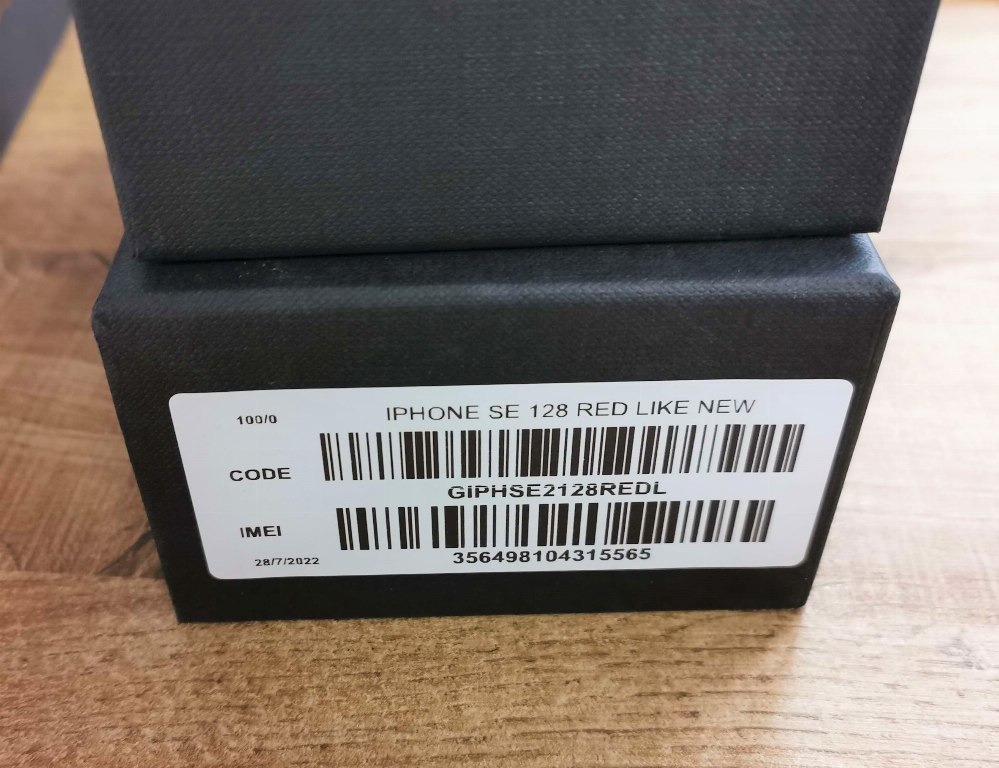 100/0
IPHONE SE 128 RED LIKE NEW
CODE
GiPHSE2128REDL
IMEI
356498104315565
28/7/2022